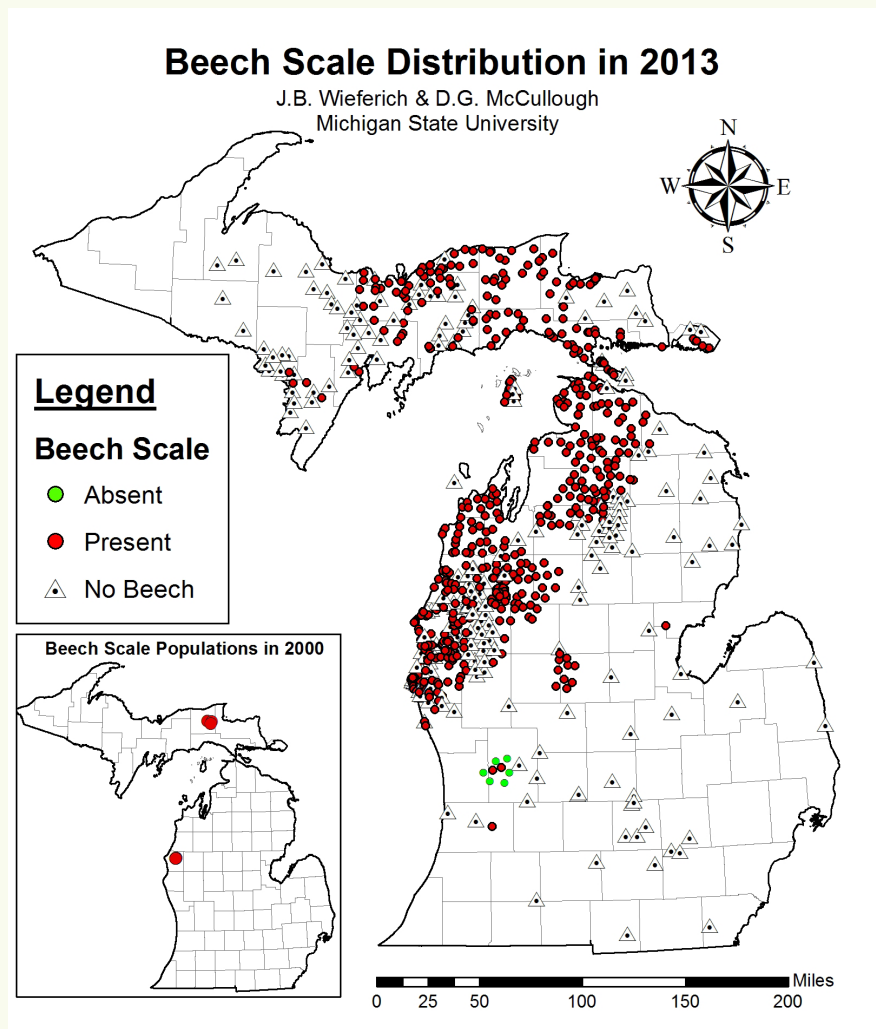 Beech Scale Distribution in 2013
J.B. Wieferich & D.G. McCullough
Michigan State University
N
W
E
S
Legend
Beech Scale
Absent
Present
No Beech
Beech Scale Populations in 2000
Miles
0 25 50 100 150 200